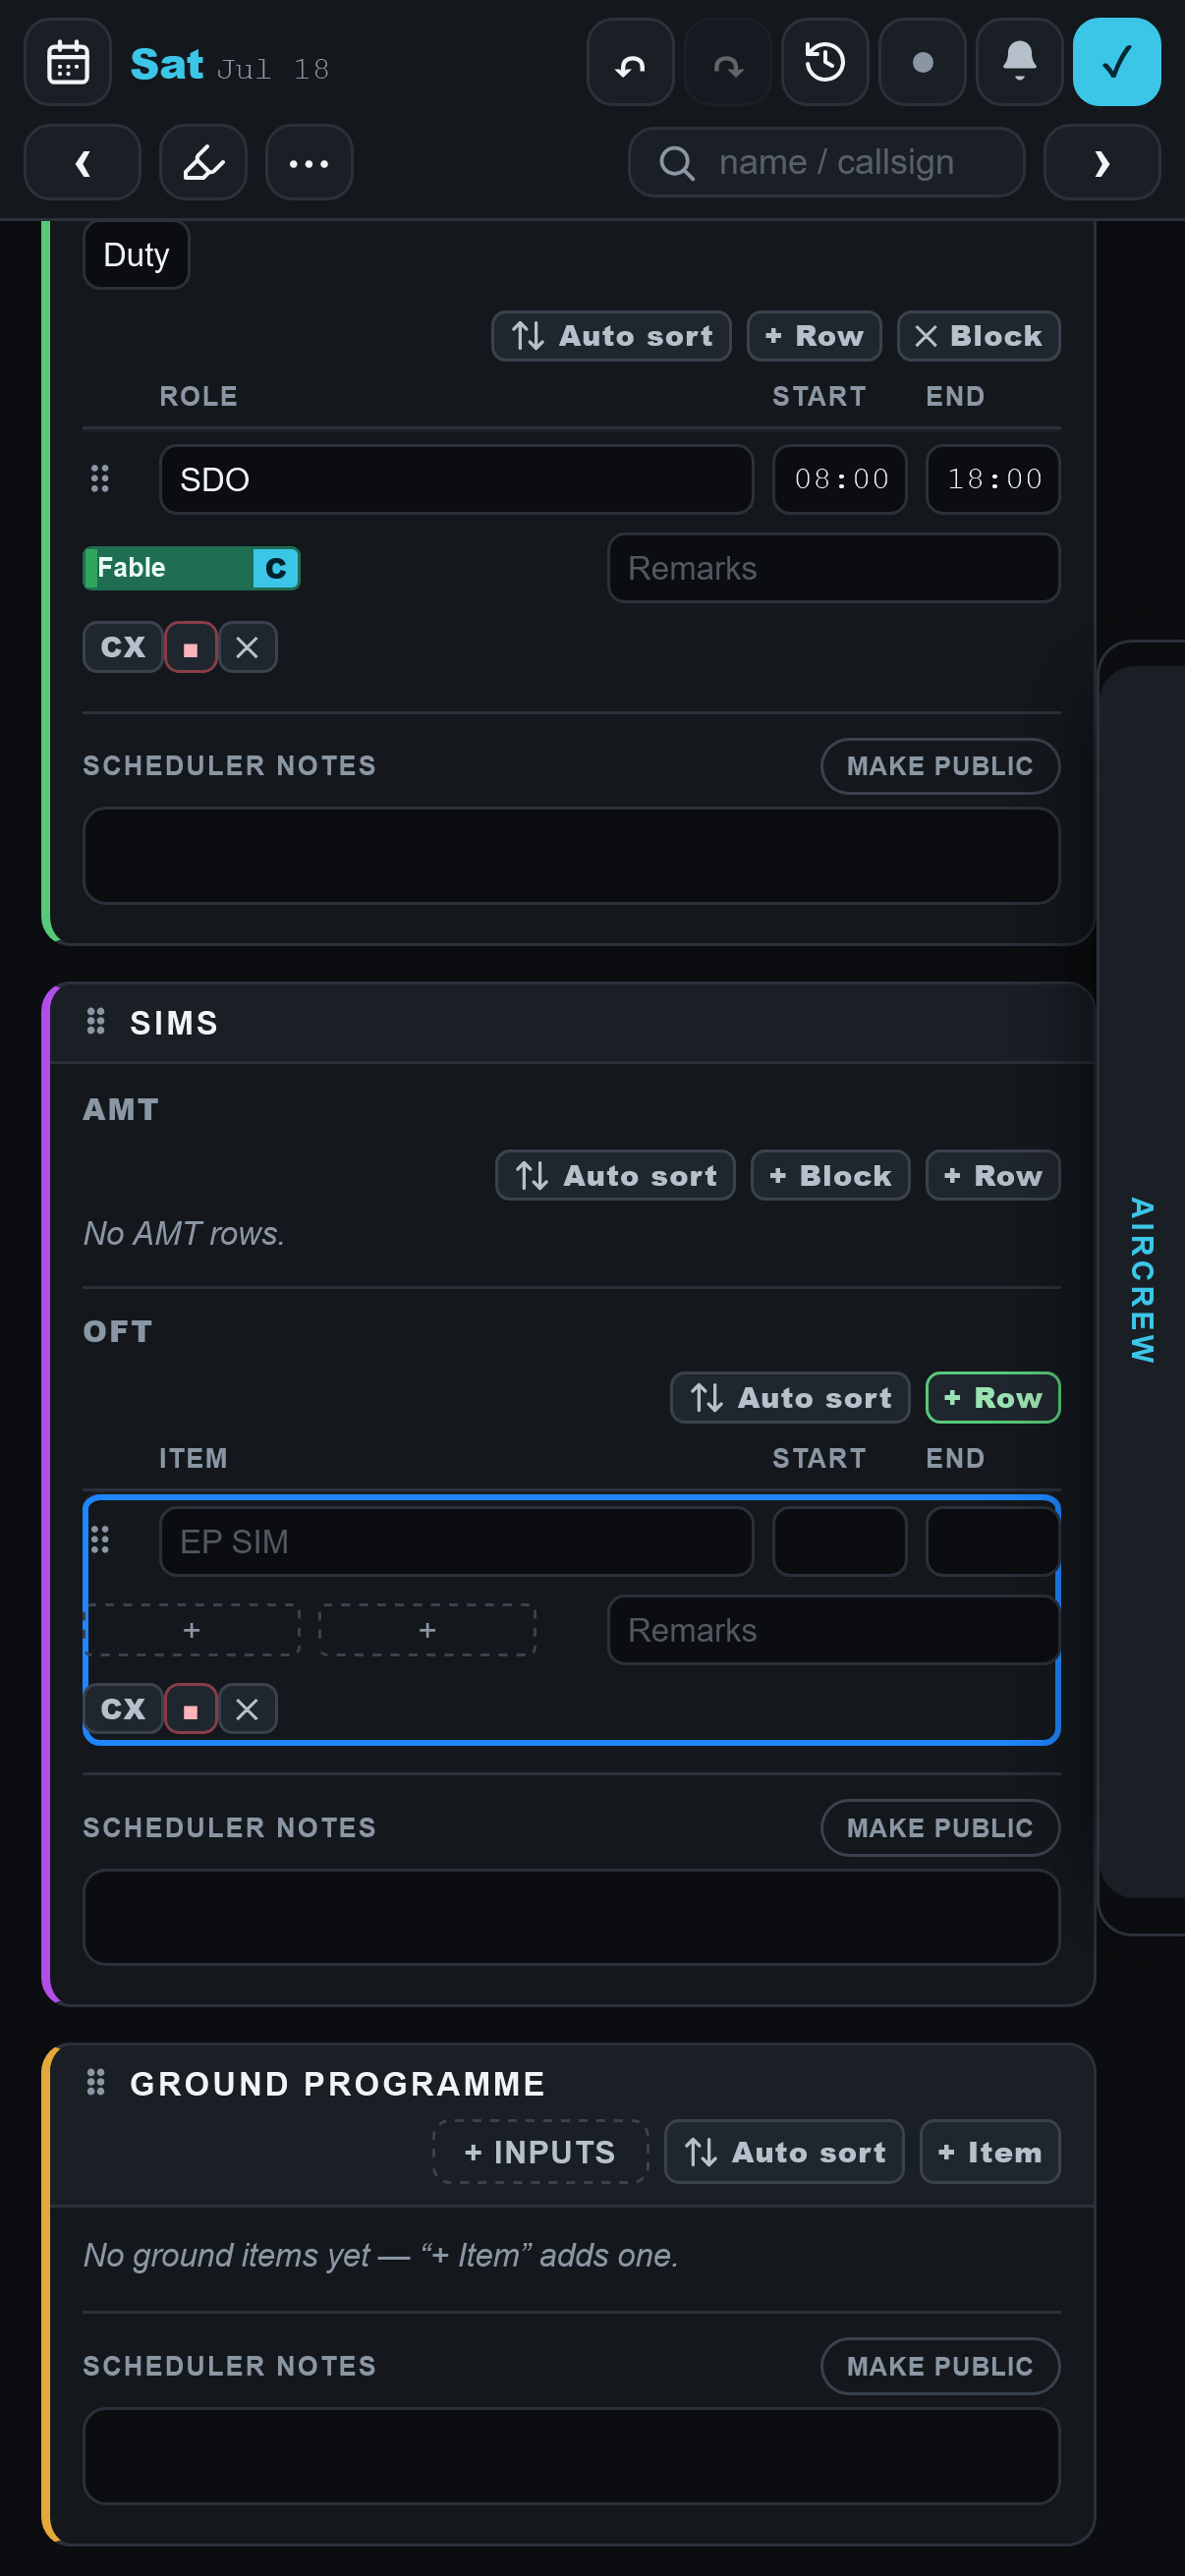 Sat Jul 18
name / callsign
Duty
Auto sort + Row × Block
ROLE START END
SDO 08:00 18:00
Fable C Remarks
CX
SCHEDULER NOTES MAKE PUBLIC
SIMS
AMT
Auto sort + Block + Row
No AMT rows.
OFT
Auto sort + Row
ITEM START END
EP SIM
+ + Remarks
CX
SCHEDULER NOTES MAKE PUBLIC
GROUND PROGRAMME
+ INPUTS Auto sort + Item
No ground items yet — “+ Item” adds one.
SCHEDULER NOTES MAKE PUBLIC
AIRCREW